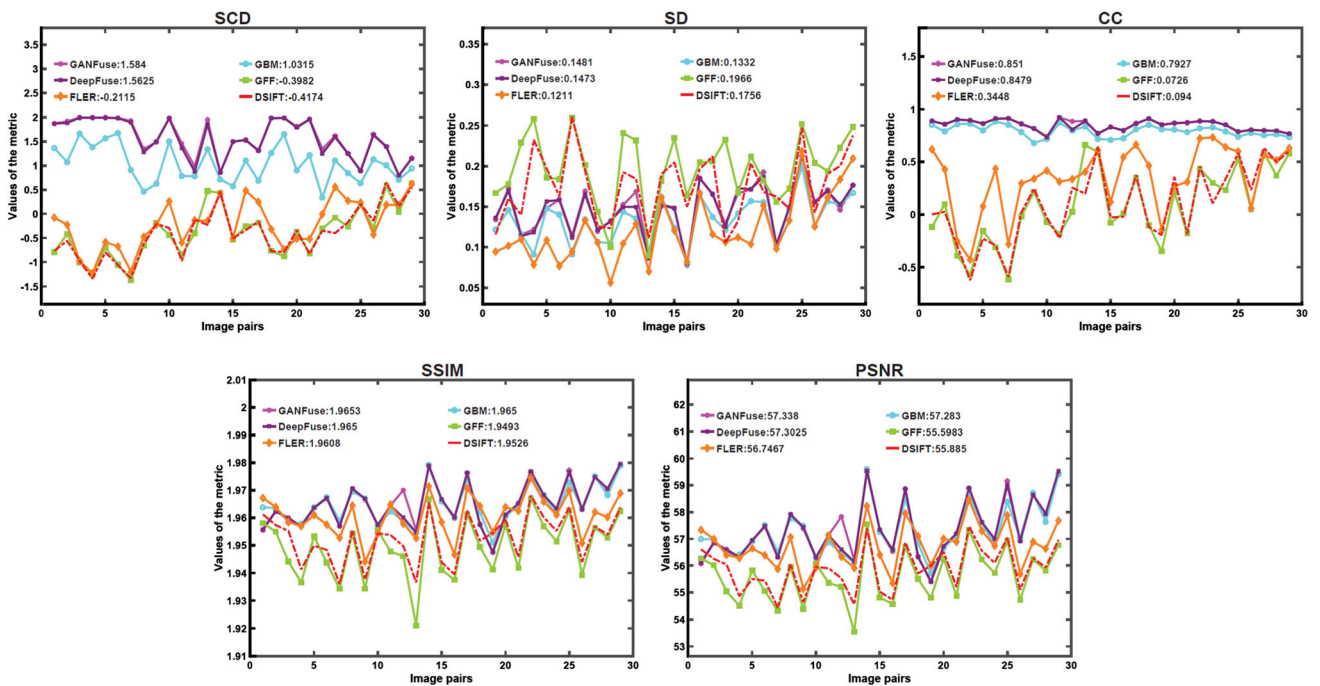 SCD
Values of the metric
3.5
3
2.5
2
1.5
1
0.5
0
-0.5
-1
-1.5
GANFuse:1.584
DeepFuse:1.5625
FLER:-0.2115
GBM:1.0315
GFF:-0.3982
DSIFT:-0.4174
0 5 10 15 20 25 30
Image pairs
SD
Values of the metric
0.35
0.3
0.25
0.2
0.15
0.1
0.05
GANFuse:0.1481
DeepFuse:0.1473
FLER:0.1211
GBM:0.1332
GFF:0.1966
DSIFT:0.1756
0 5 10 15 20 25 30
Image pairs
CC
Values of the metric
1.5
1
0.5
0
-0.5
GANFuse:0.851
DeepFuse:0.8479
FLER:0.3448
GBM:0.7927
GFF:0.0726
DSIFT:0.094
0 5 10 15 20 25 30
Image pairs
SSIM
Values of the metric
2.01
2
1.99
1.98
1.97
1.96
1.95
1.94
1.93
1.92
1.91
GANFuse:1.9653
DeepFuse:1.965
FLER:1.9608
GBM:1.965
GFF:1.9493
DSIFT:1.9526
0 5 10 15 20 25 30
Image pairs
PSNR
Values of the metric
62
61
60
59
58
57
56
55
54
53
GANFuse:57.338
DeepFuse:57.3025
FLER:56.7467
GBM:57.283
GFF:55.5983
DSIFT:55.885
0 5 10 15 20 25 30
Image pairs